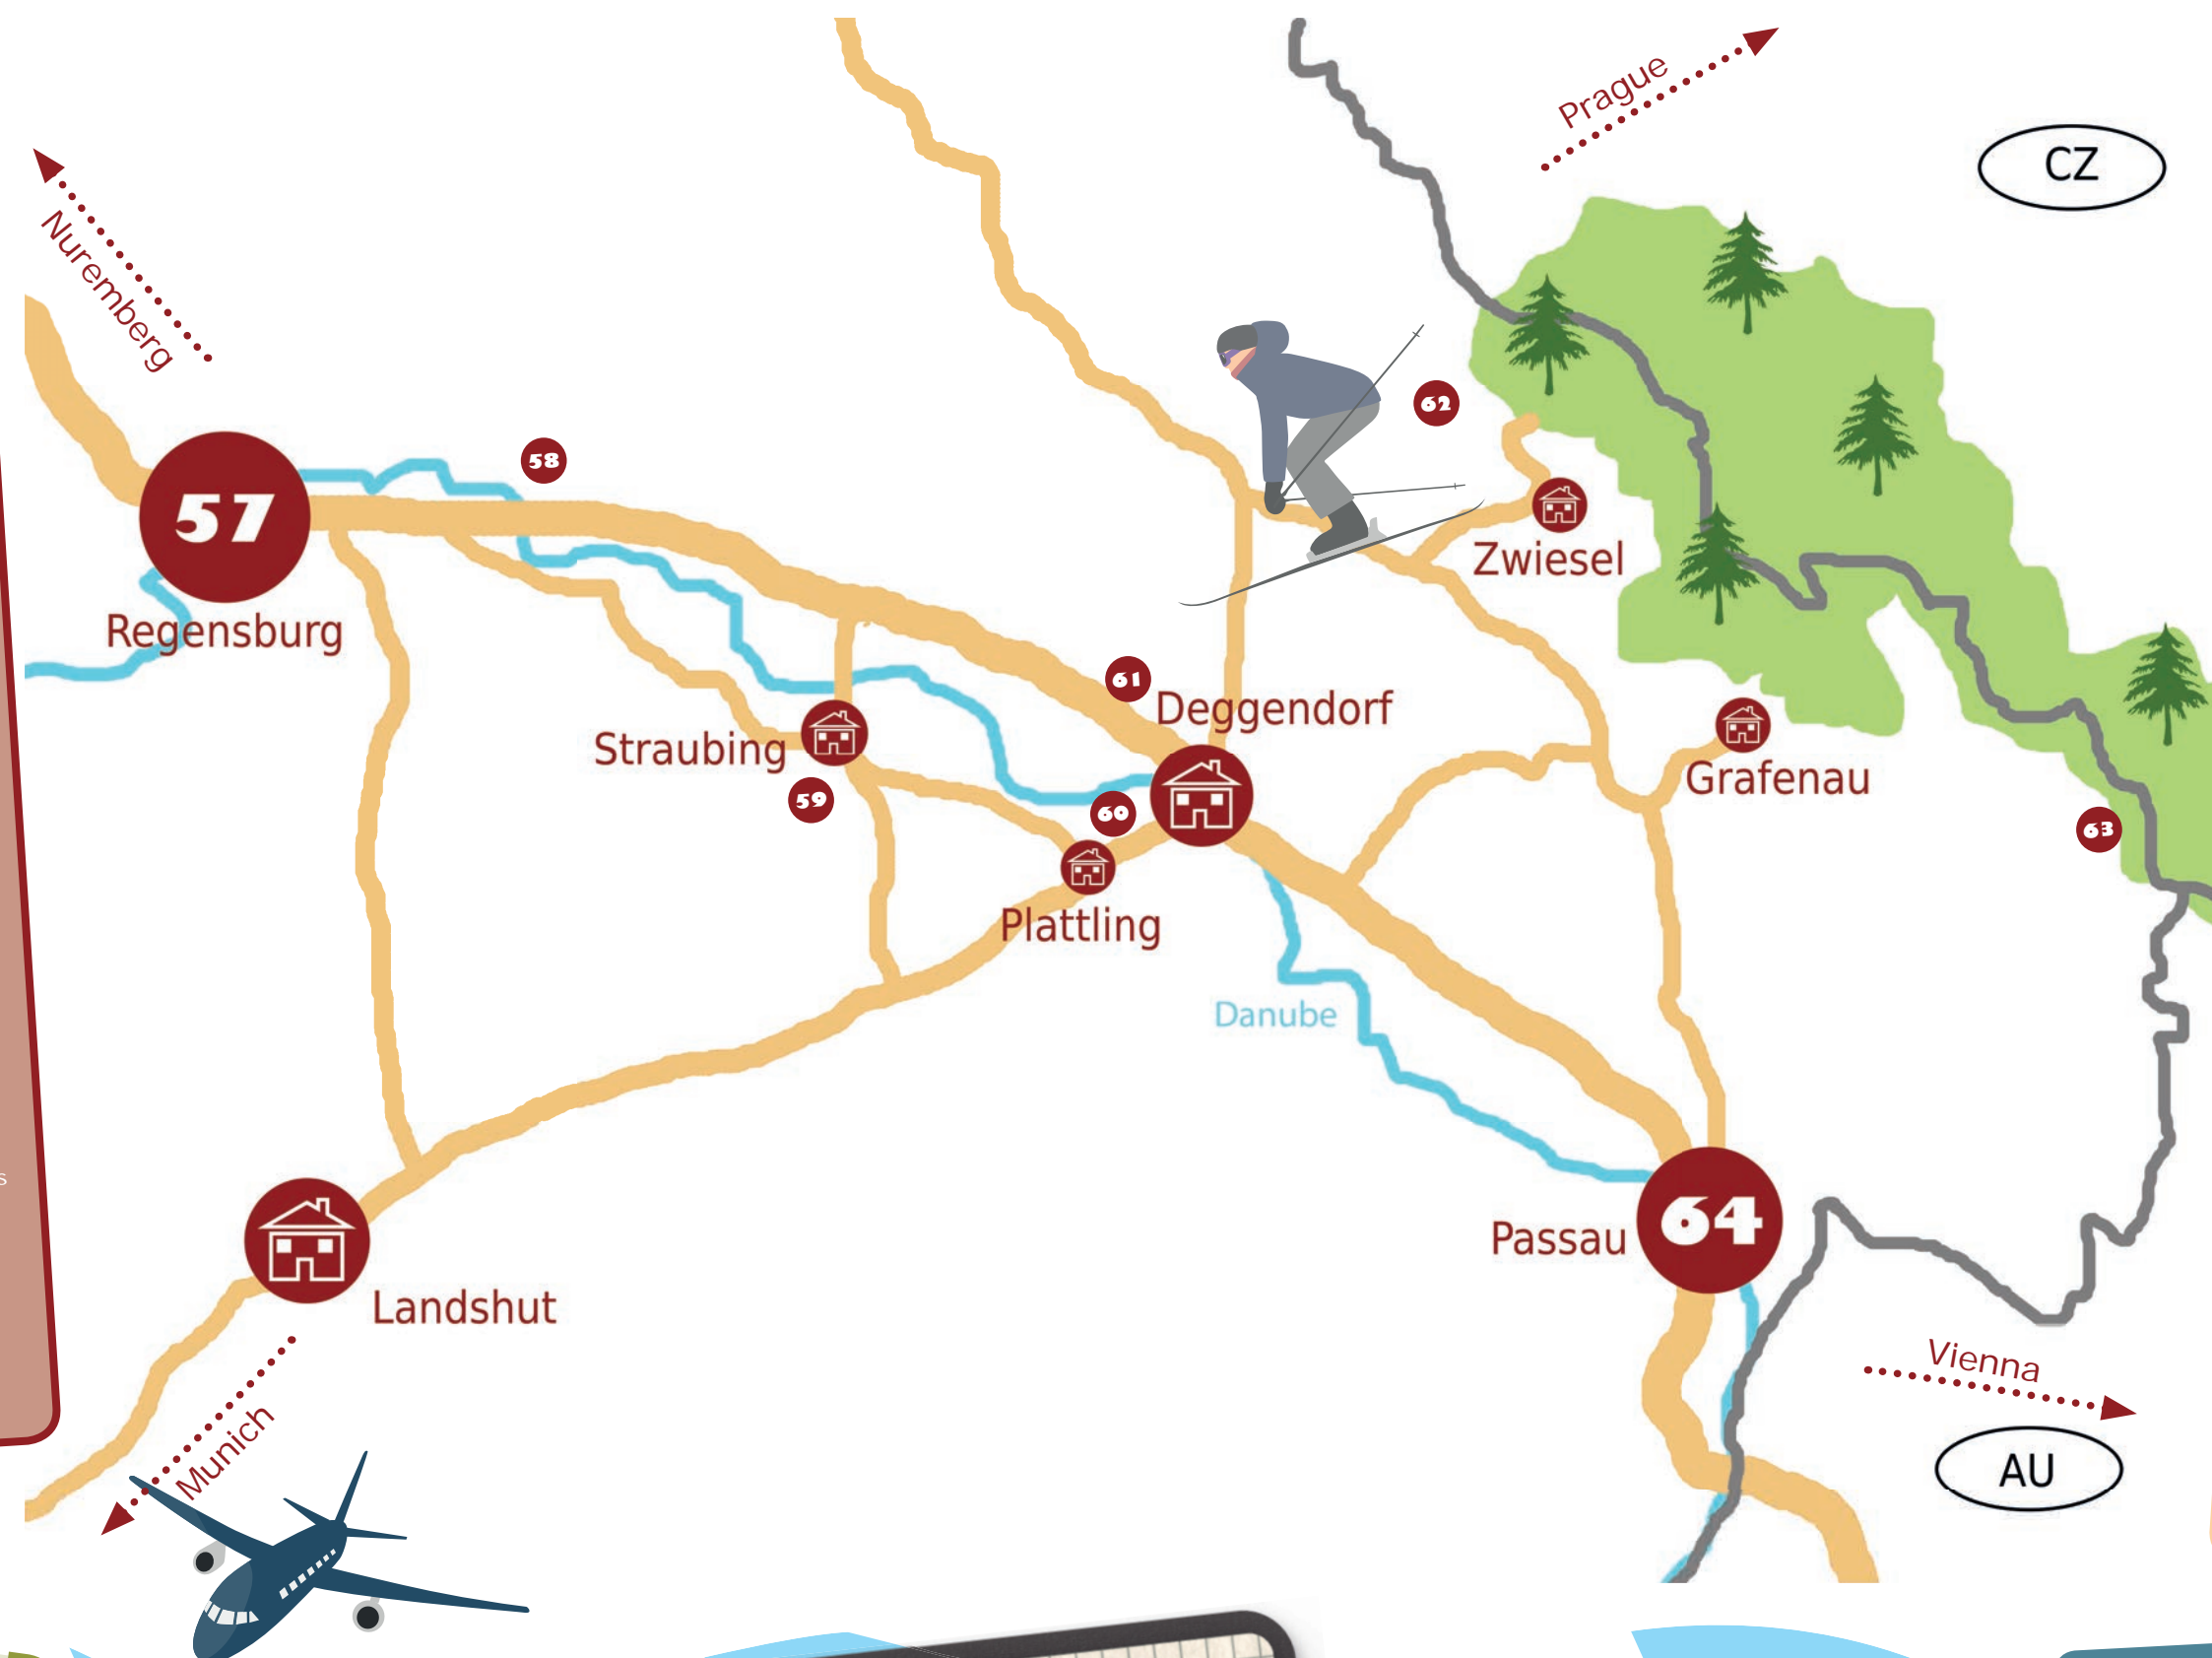 Prague
CZ
Nuremberg
62
58
57
Zwiesel
Regensburg
61
Deggendorf
Straubing
Grafenau
59
60
63
Plattling
Danube
s
64
Passau
Landshut
Vienna
Munich
AU